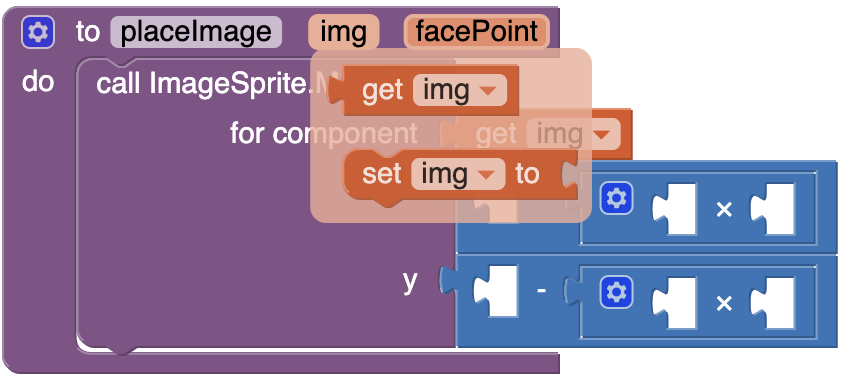 to placeImage img facePoint
do call ImageSprite.M
get img
for component get img
set img to
×
y - ×